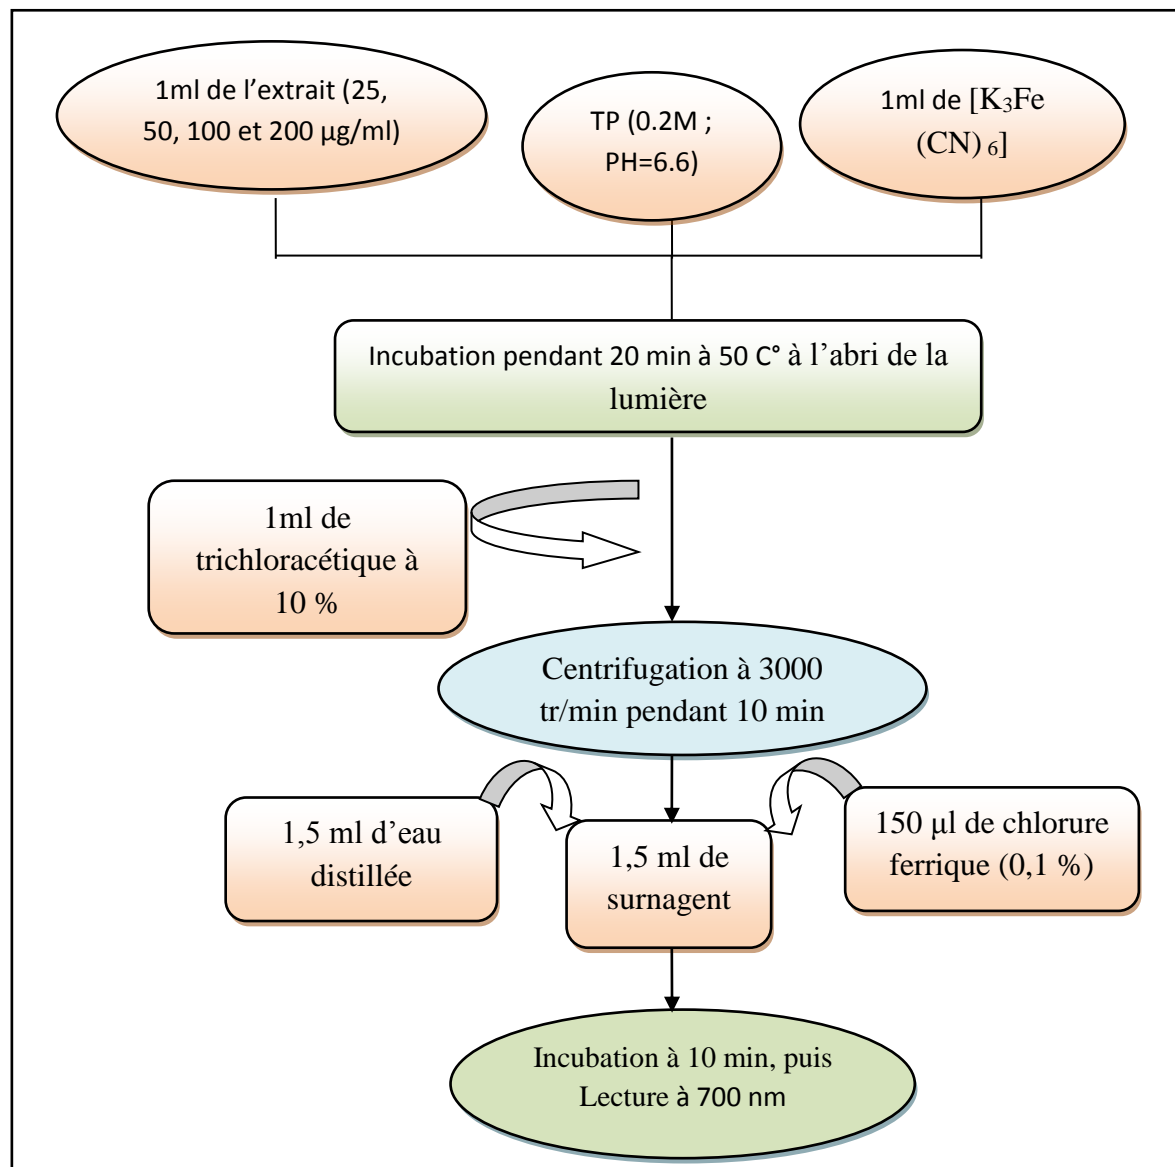 1ml de l’extrait (25,
50, 100 et 200 µg/ml)
TP (0.2M ;
PH=6.6)
1ml de [K₃Fe
(CN) ₆]
Incubation pendant 20 min à 50 C° à l’abri de la
lumière
1ml de
trichloracétique à
10 %
Centrifugation à 3000
tr/min pendant 10 min
1,5 ml d’eau
distillée
1,5 ml de
surnagent
150 µl de chlorure
ferrique (0,1 %)
Incubation à 10 min, puis
Lecture à 700 nm